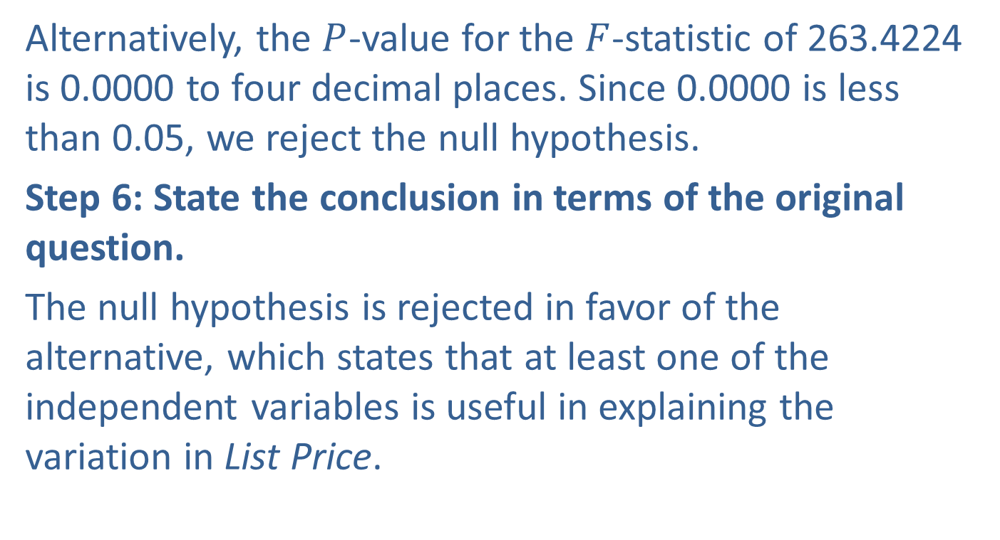 Alternatively, the P-value for the F-statistic of 263.4224
is 0.0000 to four decimal places. Since 0.0000 is less
than 0.05, we reject the null hypothesis.
Step 6: State the conclusion in terms of the original
question.
The null hypothesis is rejected in favor of the
alternative, which states that at least one of the
independent variables is useful in explaining the
variation in List Price.